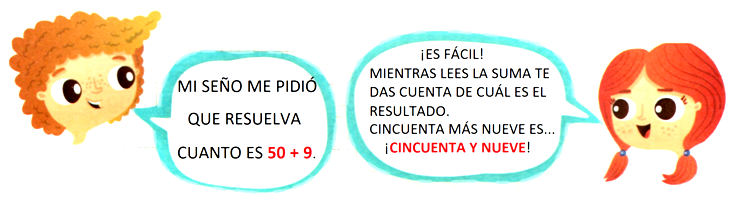 MI SEÑO ME PIDIÓ
QUE RESUELVA
CUANTO ES 50 + 9.
¡ES FÁCIL!
MIENTRAS LEES LA SUMA TE
DAS CUENTA DE CUÁL ES EL
RESULTADO.
CINCUENTA MÁS NUEVE ES...
¡CINCUENTA Y NUEVE!